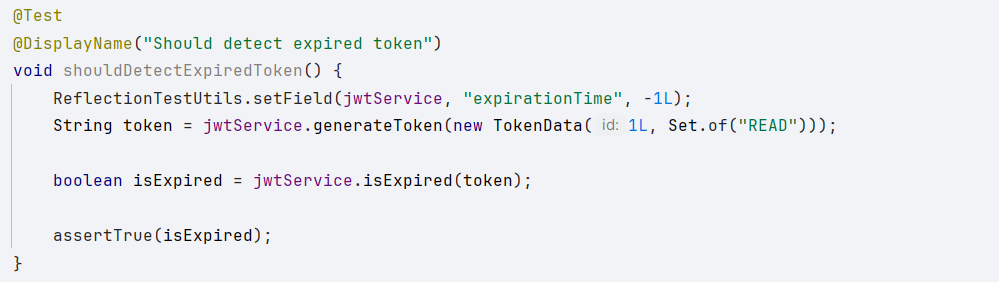 @Test
@DisplayName("Should detect expired token")
void shouldDetectExpiredToken() {
    ReflectionTestUtils.setField(jwtService, "expirationTime", -1L);
    String token = jwtService.generateToken(new TokenData( id: 1L, Set.of("READ")));

    boolean isExpired = jwtService.isExpired(token);

    assertTrue(isExpired);
}